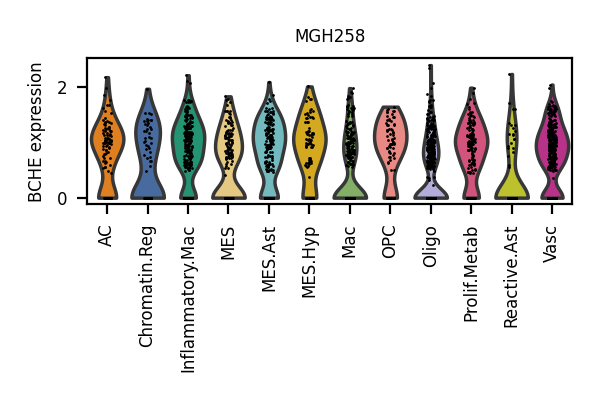 MGH258
BCHE expression
2
0
AC
Chromatin.Reg
Inflammatory.Mac
MES
MES.Ast
MES.Hyp
Mac
OPC
Oligo
Prolif.Metab
Reactive.Ast
Vasc